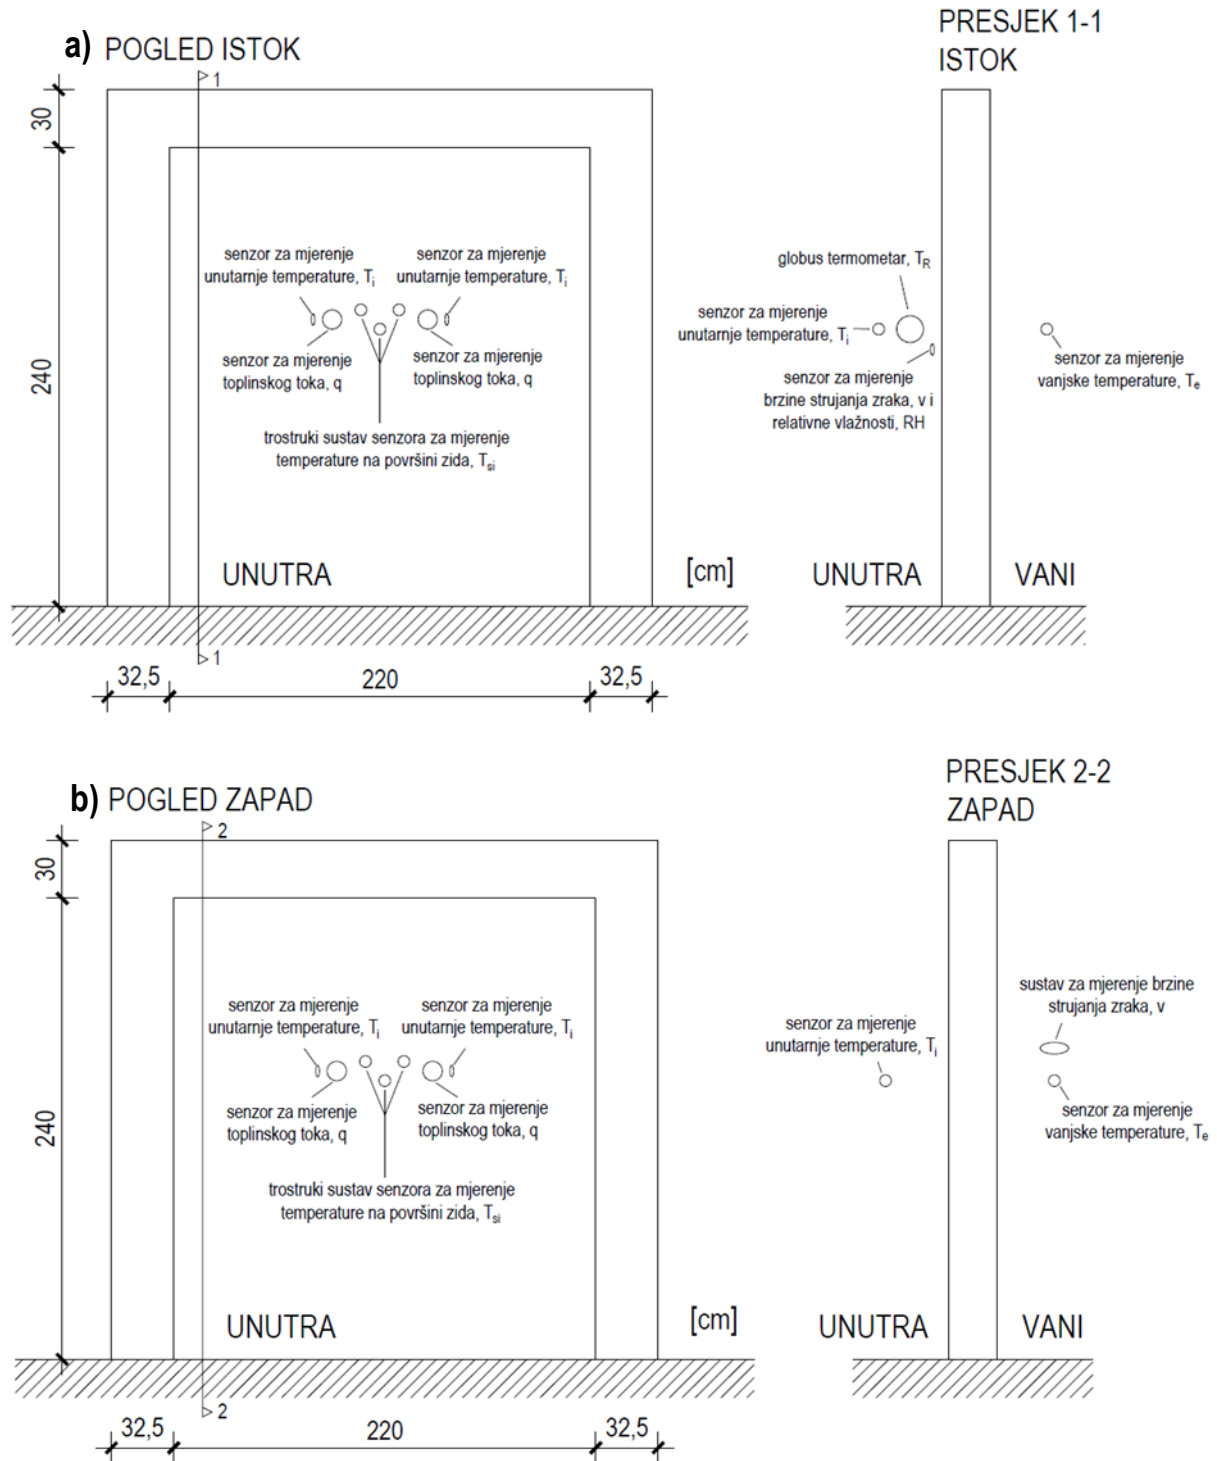 a) POGLED ISTOK
1
30
240
senzor za mjerenje
unutarnje temperature, Ti
senzor za mjerenje
unutarnje temperature, Ti
senzor za mjerenje
toplinskog toka, q
senzor za mjerenje
toplinskog toka, q
trostruki sustav senzora za mjerenje
temperature na površini zida, Tsi
UNUTRA
[cm]
1
32,5
220
32,5
PRESJEK 1-1
ISTOK
globus termometar, TR
senzor za mjerenje
unutarnje temperature, Ti
senzor za mjerenje
brzine strujanja zraka, v i
relativne vlažnosti, RH
senzor za mjerenje
vanjske temperature, Te
UNUTRA
VANI
b) POGLED ZAPAD
2
30
240
senzor za mjerenje
unutarnje temperature, Ti
senzor za mjerenje
unutarnje temperature, Ti
senzor za mjerenje
toplinskog toka, q
senzor za mjerenje
toplinskog toka, q
trostruki sustav senzora za mjerenje
temperature na površini zida, Tsi
UNUTRA
[cm]
2
32,5
220
32,5
PRESJEK 2-2
ZAPAD
sustav za mjerenje brzine
strujanja zraka, v
senzor za mjerenje
unutarnje temperature, Ti
senzor za mjerenje
vanjske temperature, Te
UNUTRA
VANI